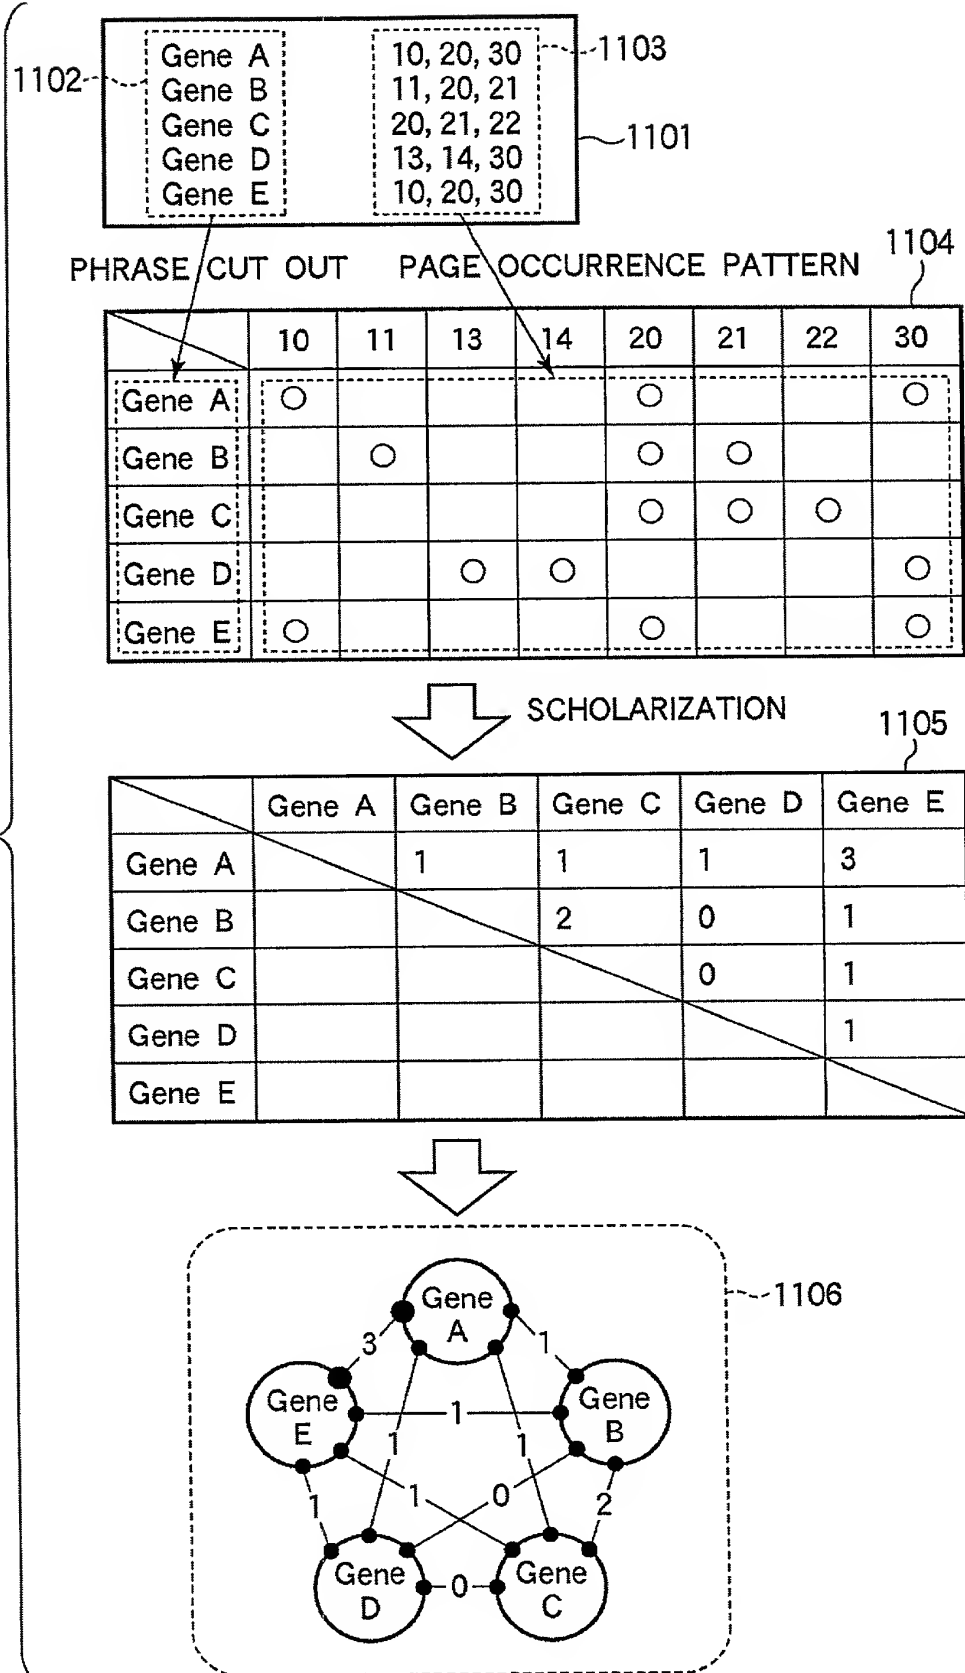 Gene A 10, 20, 30 1103
1102 Gene B 11, 20, 21
Gene C 20, 21, 22 1101
Gene D 13, 14, 30
Gene E 10, 20, 30
1104
PHRASE CUT OUT PAGE OCCURRENCE PATTERN
10 11 13 14 20 21 22 30
Gene A ○ ○ ○
Gene B ○ ○ ○
Gene C ○ ○ ○
Gene D ○ ○ ○
Gene E ○ ○ ○
SCHOLARIZATION
1105
Gene A Gene B Gene C Gene D Gene E
Gene A 1 1 1 3
Gene B 2 0 1
Gene C 0 1
Gene D 1
Gene E
1106
Gene
A
3 1
Gene
E
1
Gene
B
1 1
1 1 0 2
Gene
D
0
Gene
C